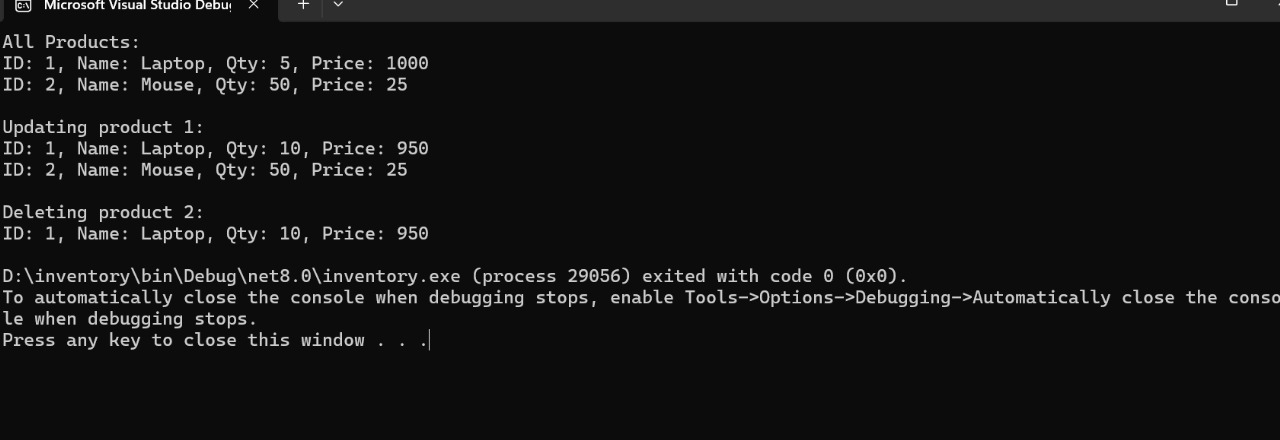 Microsoft Visual Studio Debu
All Products:
ID: 1, Name: Laptop, Qty: 5, Price: 1000
ID: 2, Name: Mouse, Qty: 50, Price: 25
Updating product 1:
ID: 1, Name: Laptop, Qty: 10, Price: 950
ID: 2, Name: Mouse, Qty: 50, Price: 25
Deleting product 2:
ID: 1, Name: Laptop, Qty: 10, Price: 950
D:\inventory\bin\Debug\net8.0\inventory.exe (process 29056) exited with code 0 (0x0).
To automatically close the console when debugging stops, enable Tools->Options->Debugging->Automatically close the conso
le when debugging stops.
Press any key to close this window . . .